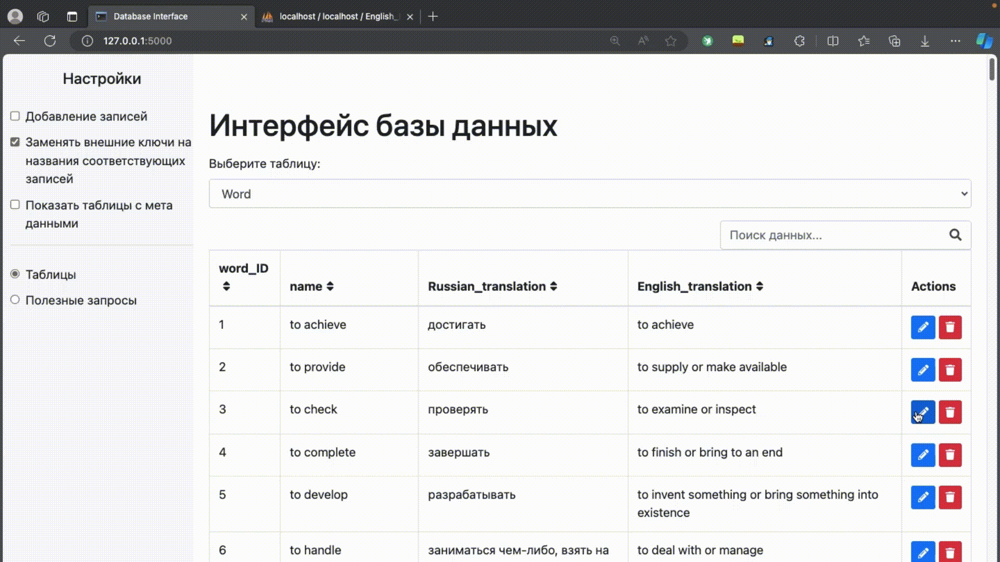 Database Interface
localhost / localhost / English_
127.0.0.1:5000
Настройки
Добавление записей
Заменять внешние ключи на
названия соответствующих
записей
Показать таблицы с мета
данными
Таблицы
Полезные запросы
Интерфейс базы данных
Выберите таблицу:
Word
Поиск данных...
word_ID name Russian_translation English_translation Actions
1 to achieve достигать to achieve
2 to provide обеспечивать to supply or make available
3 to check проверять to examine or inspect
4 to complete завершать to finish or bring to an end
5 to develop разрабатывать to invent something or bring something into
existence
6 to handle заниматься чем-либо, взять на to deal with or manage